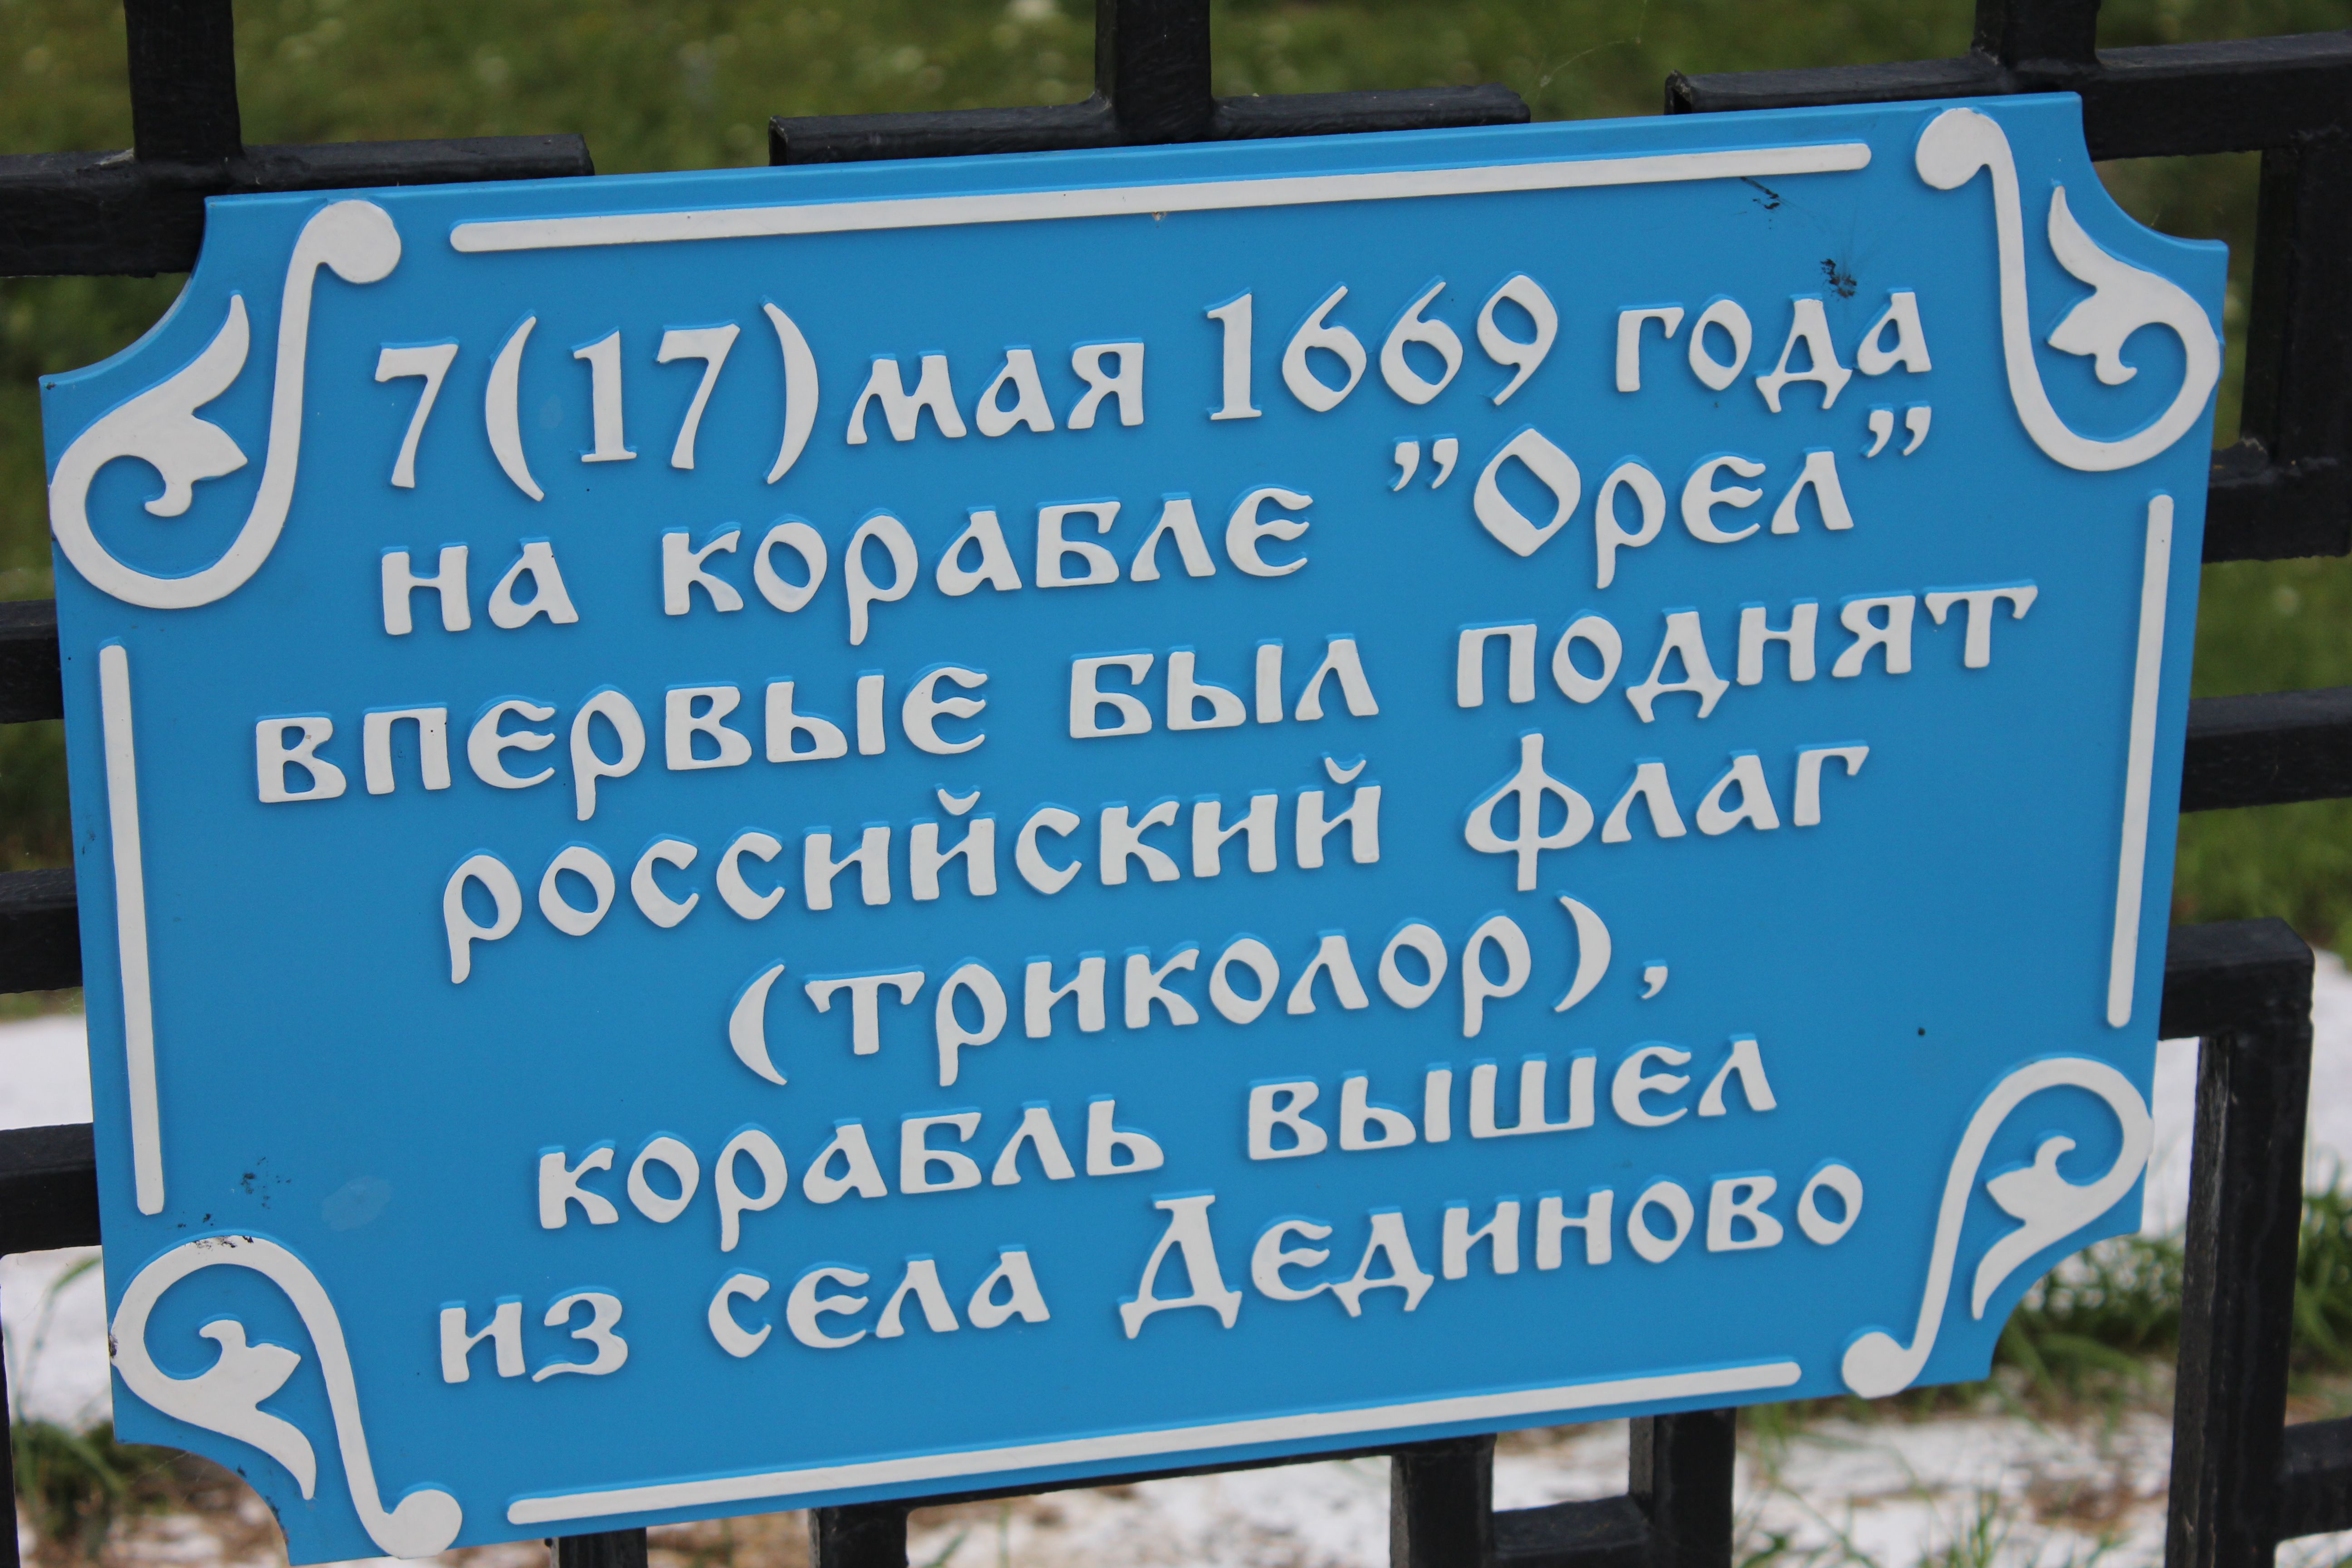 7(17)мая 1669 года
на корабле ”Орел”
впервые был поднят
российский флаг
(триколор),
корабль вышел
из села Дединово